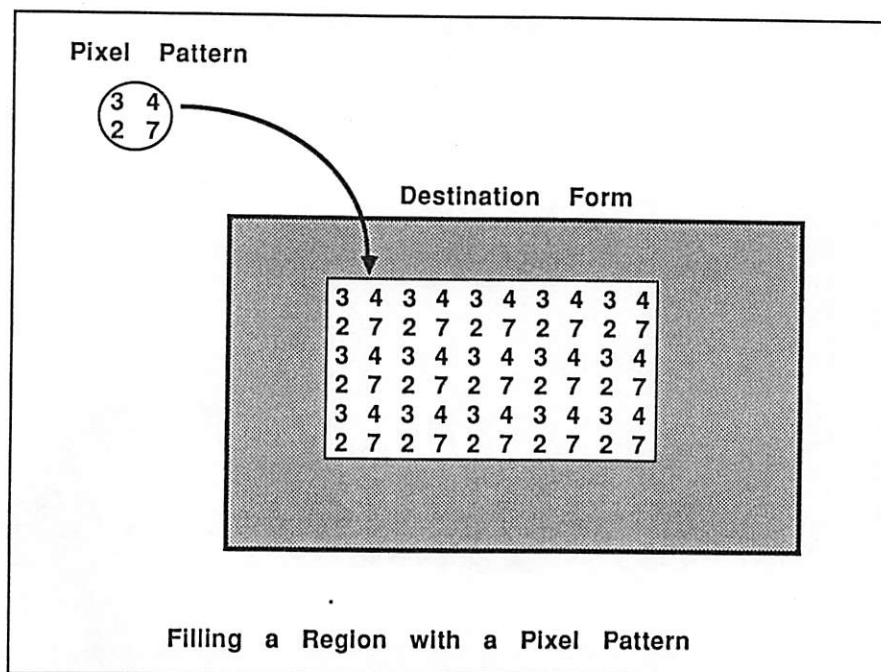 Pixel Pattern
3 4
2 7
Destination Form
3 4 3 4 3 4 3 4 3 4
2 7 2 7 2 7 2 7 2 7
3 4 3 4 3 4 3 4 3 4
2 7 2 7 2 7 2 7 2 7
3 4 3 4 3 4 3 4 3 4
2 7 2 7 2 7 2 7 2 7
Filling a Region with a Pixel Pattern